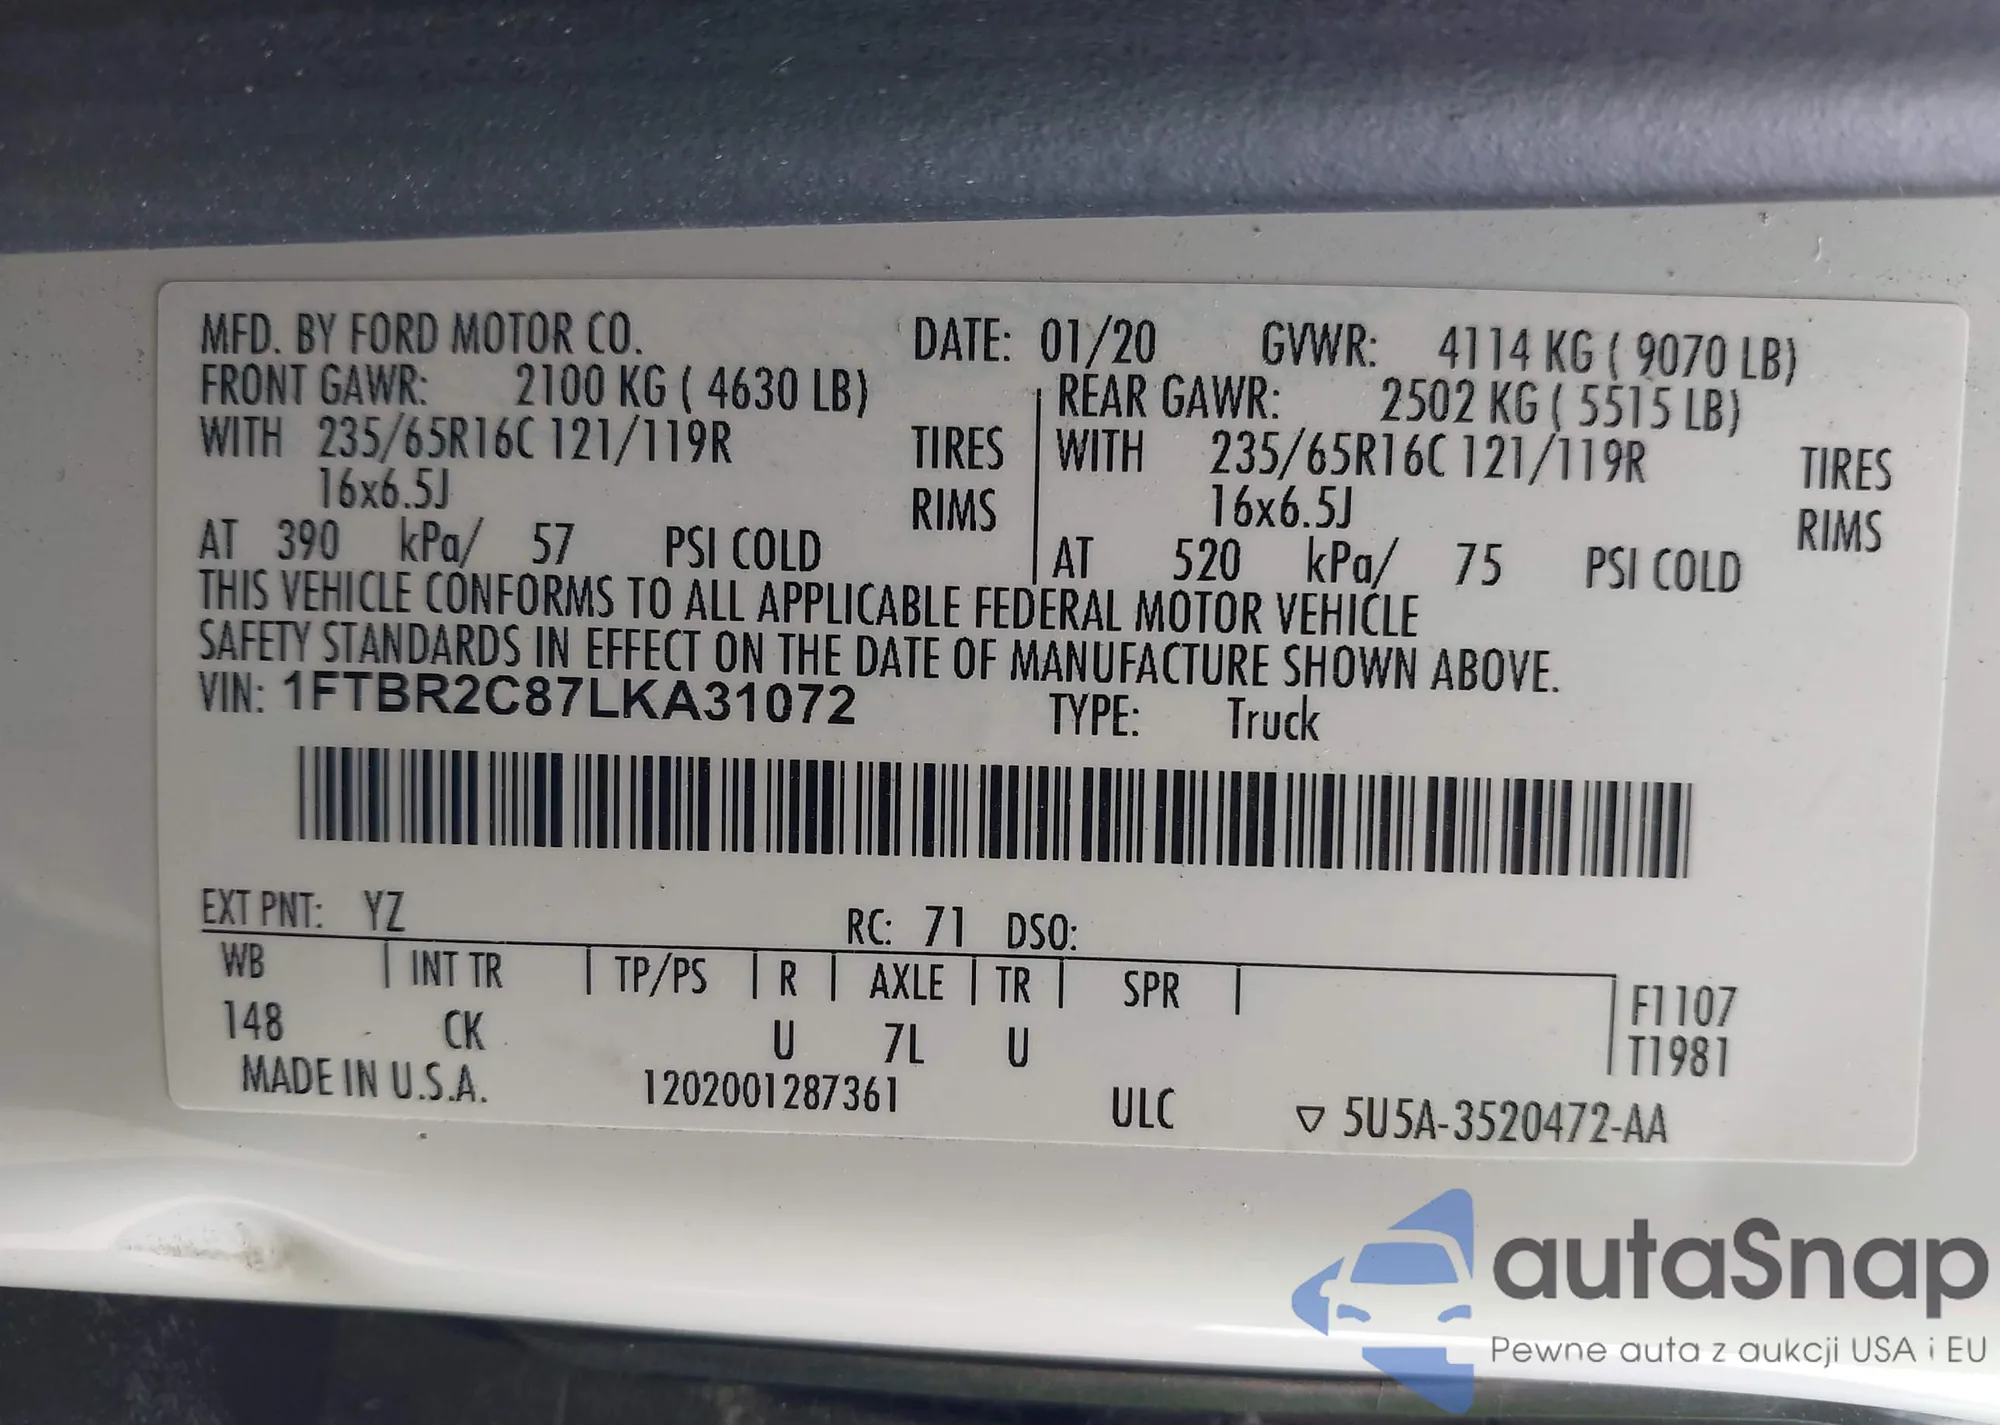 MFD. BY FORD MOTOR CO. DATE: 01/20 GVWR: 4114 KG ( 9070 LB)
FRONT GAWR: 2100 KG ( 4630 LB) REAR GAWR: 2502 KG ( 5515 LB)
WITH 235/65R16C 121/119R TIRES WITH 235/65R16C 121/119R TIRES
16x6.5J RIMS 16x6.5J RIMS
AT 390 kPa/ 57 PSI COLD AT 520 kPa/ 75 PSI COLD
THIS VEHICLE CONFORMS TO ALL APPLICABLE FEDERAL MOTOR VEHICLE
SAFETY STANDARDS IN EFFECT ON THE DATE OF MANUFACTURE SHOWN ABOVE.
VIN: 1FTBR2C87LKA31072 TYPE: Truck
EXT PNT: YZ RC: 71 DSO:
WB INT TR TP/PS R AXLE TR SPR F1107
148 CK U 7L U T1981
MADE IN U.S.A. 1202001287361 ULC ▽ 5U5A-3520472-AA
autaSnap
Pewne auta z aukcji USA i EU